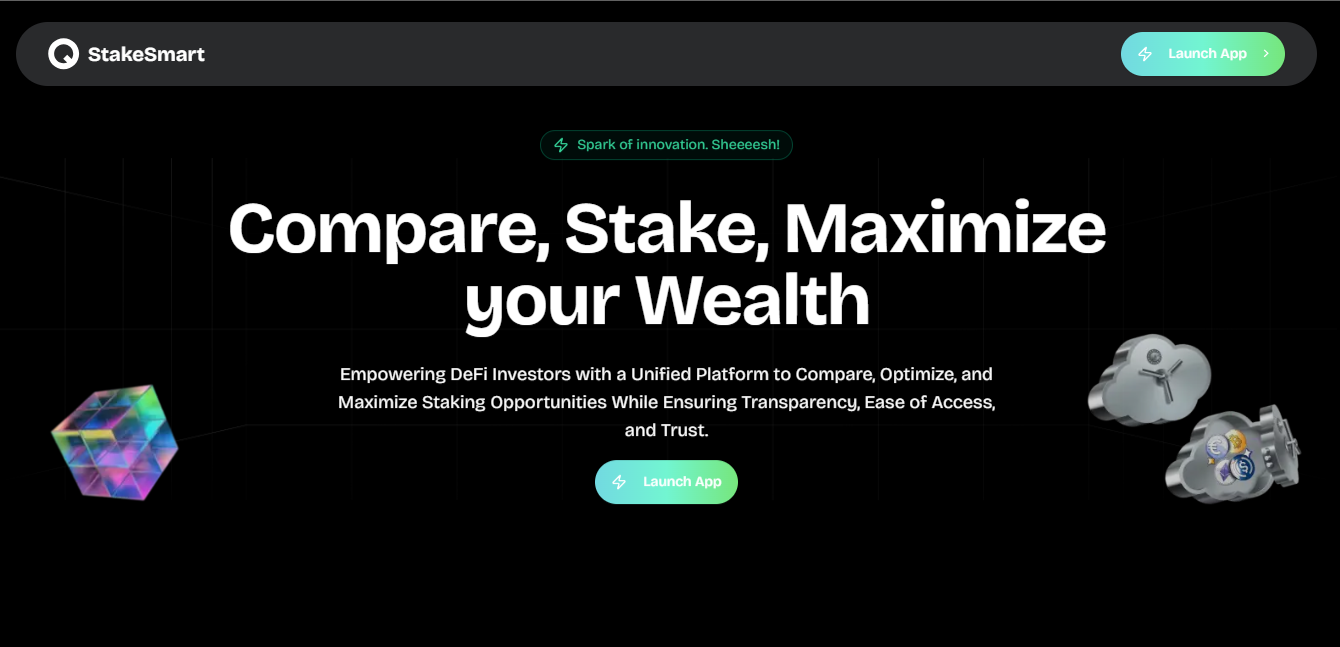 StakeSmart
Launch App
Spark of innovation. Sheeeesh!
Compare, Stake, Maximize
your Wealth
Empowering DeFi Investors with a Unified Platform to Compare, Optimize, and
Maximize Staking Opportunities While Ensuring Transparency, Ease of Access,
and Trust.
Launch App